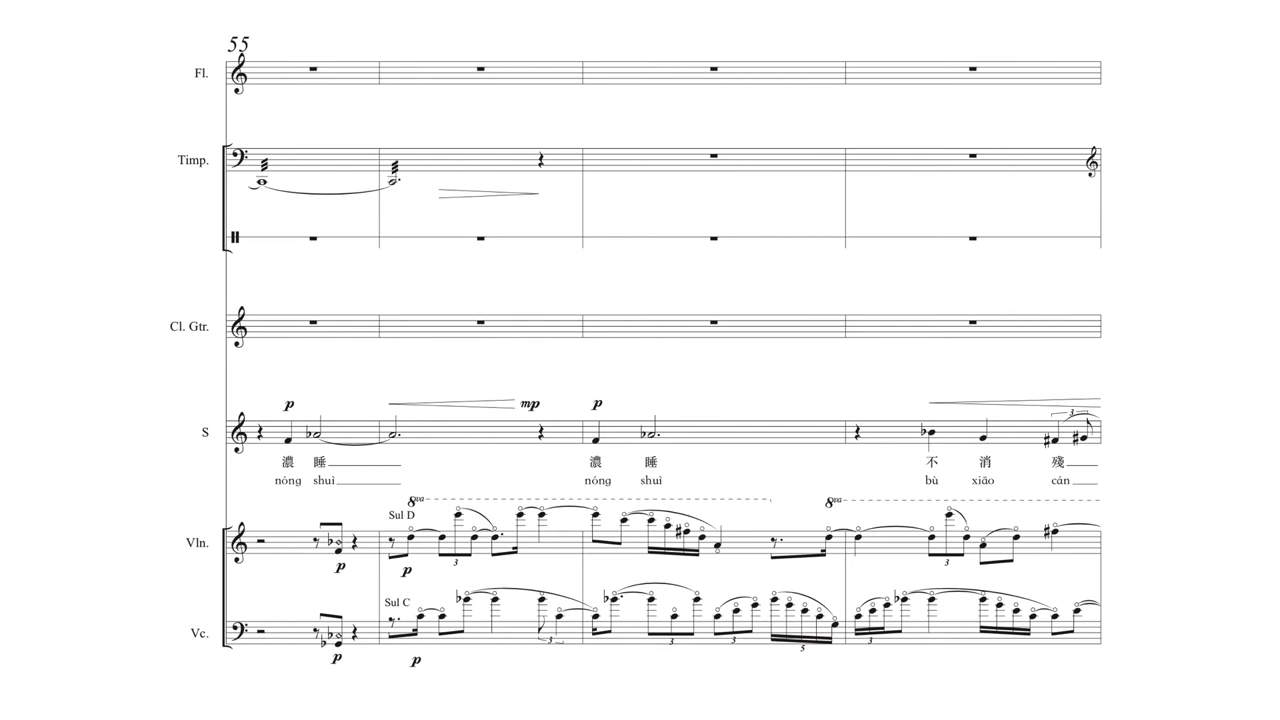 55
Fl.
Timp.
Cl. Gtr.
p mp p
3
S
濃 睡 濃 睡 不 消 殘
nóng shuì nóng shuì bù xiāo cán
8va 8va
Sul D
Vln.
3 3
p p
Sul C
Vc.
3 3 3 5 3
p p